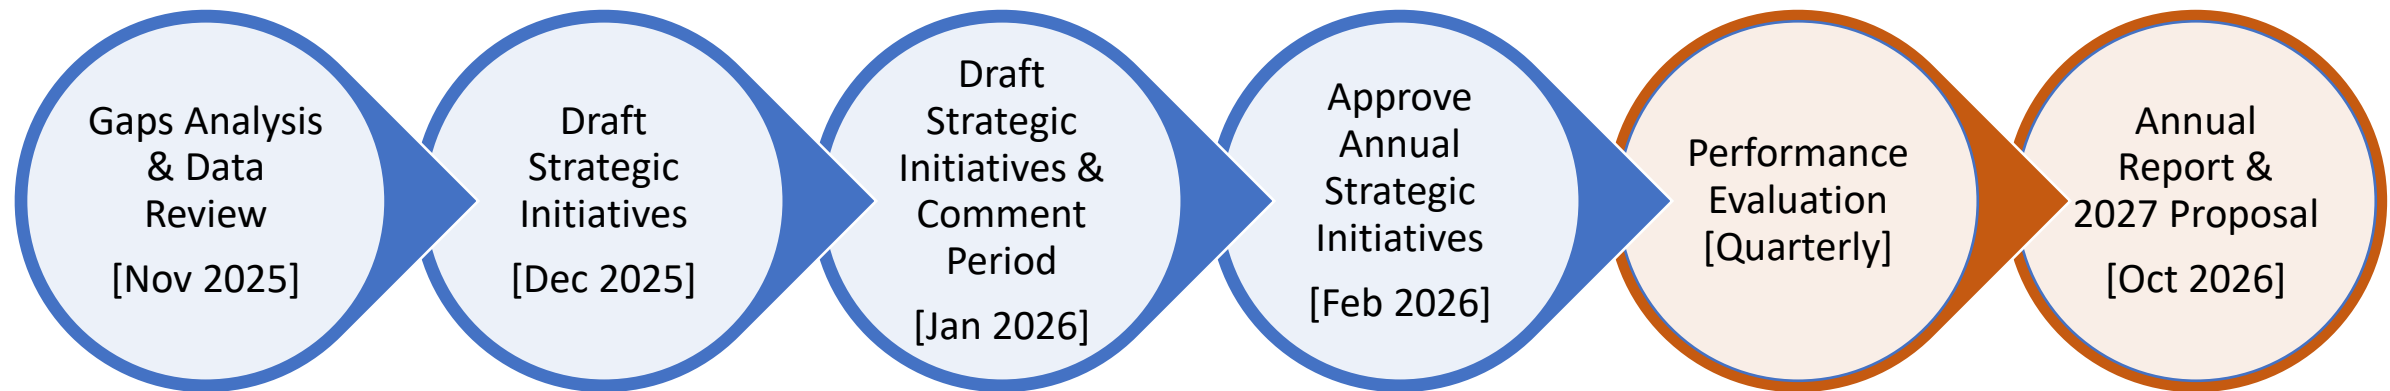 Gaps Analysis
& Data
Review
[Nov 2025]
Draft
Strategic
Initiatives
[Dec 2025]
Draft
Strategic
Initiatives &
Comment
Period
[Jan 2026]
Approve
Annual
Strategic
Initiatives
[Feb 2026]
Performance
Evaluation
[Quarterly]
Annual
Report &
2027 Proposal
[Oct 2026]